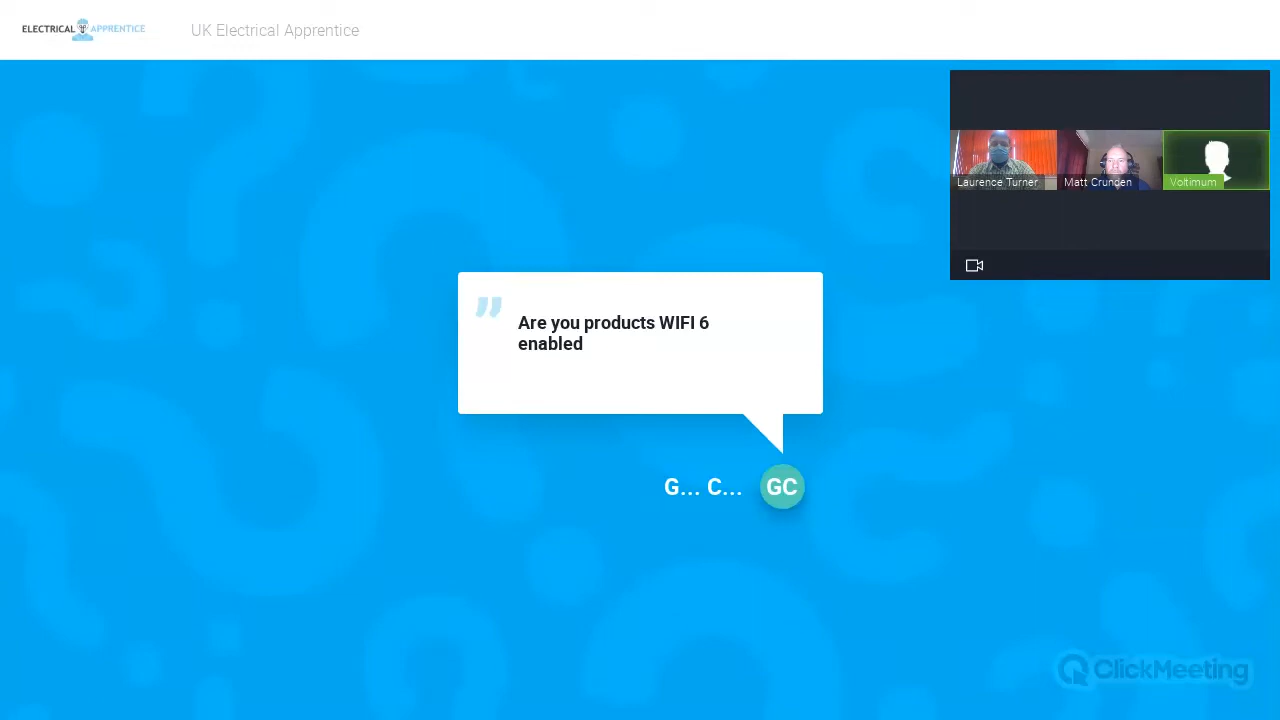 ELECTRICAL APPRENTICE
UK Electrical Apprentice
Laurence Turner
Matt Crunden
Voltimum
Are you products WIFI 6
enabled
G... C...
GC
ClickMeeting